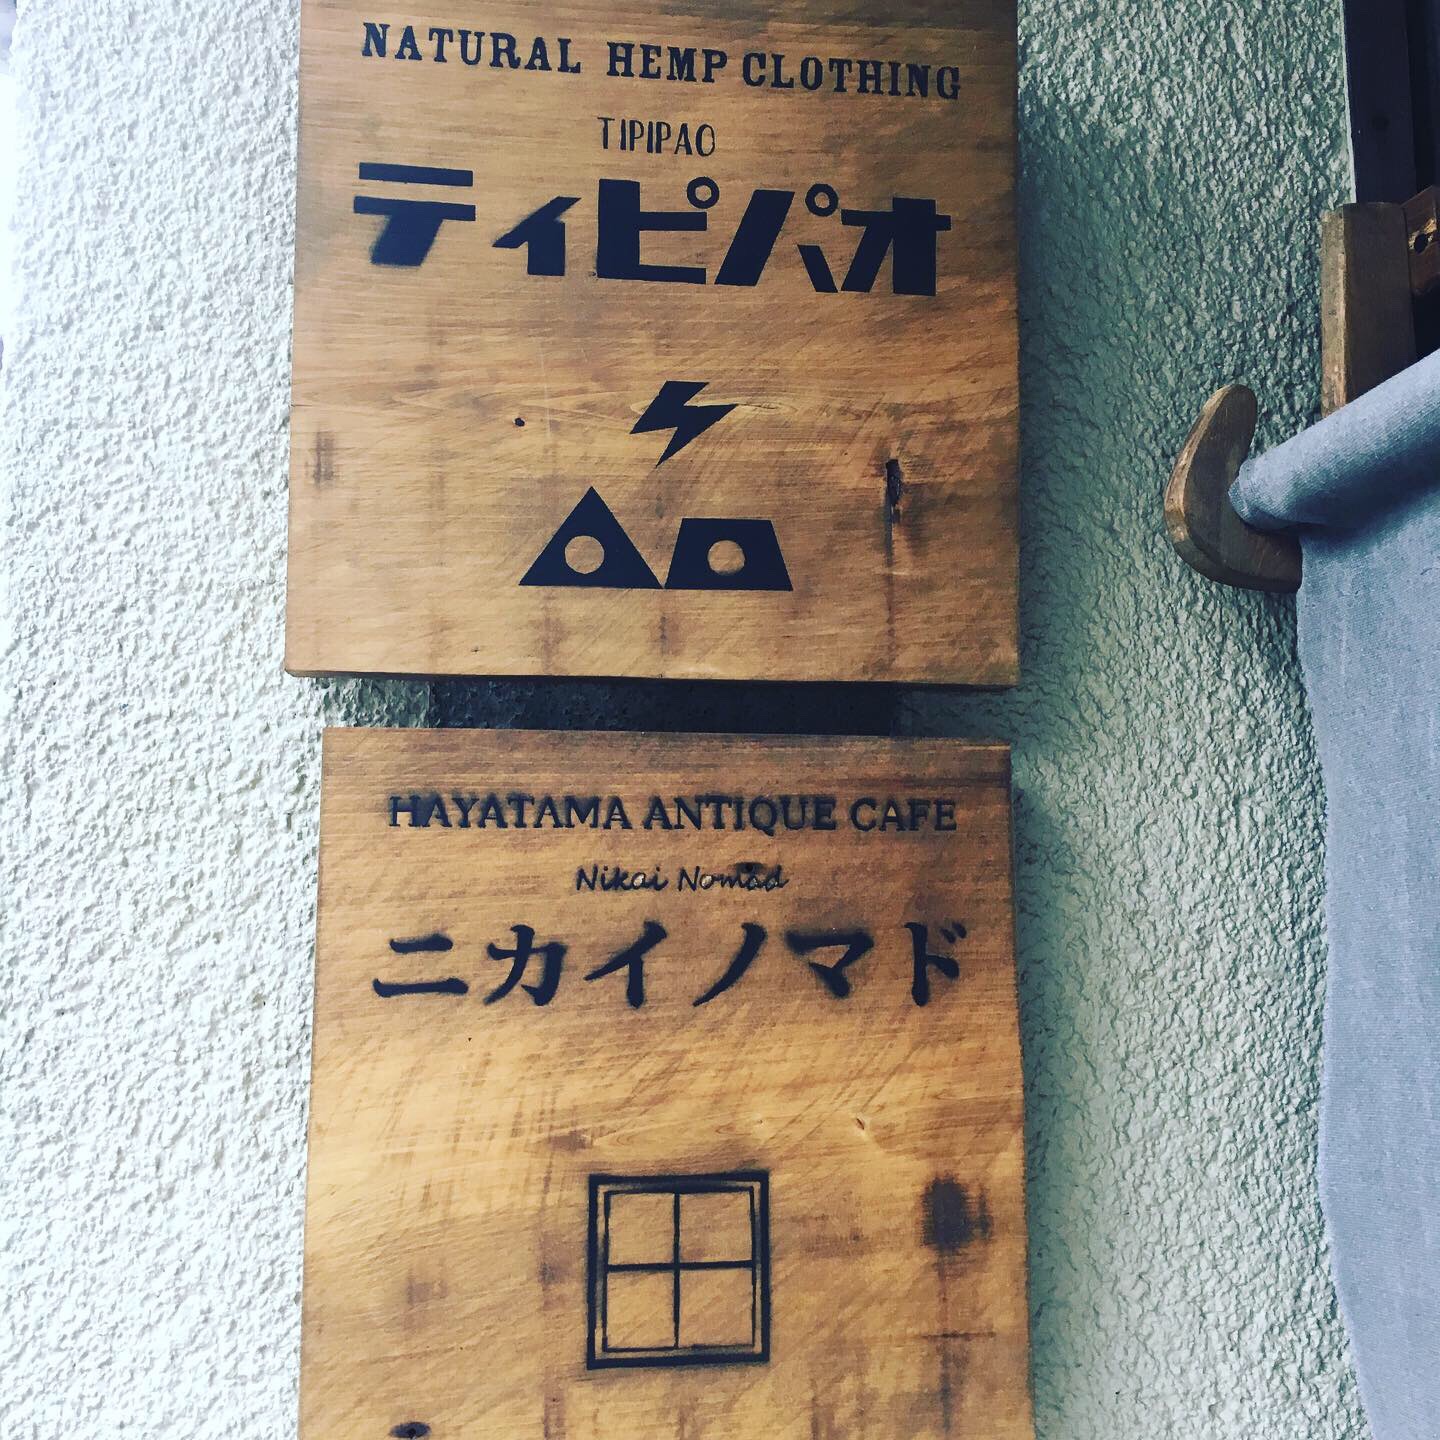 NATURAL HEMP CLOTHING
TIPIPAO
ティピパオ
HAYATAMA ANTIQUE CAFE
Nikai Nomad
ニカイノマド